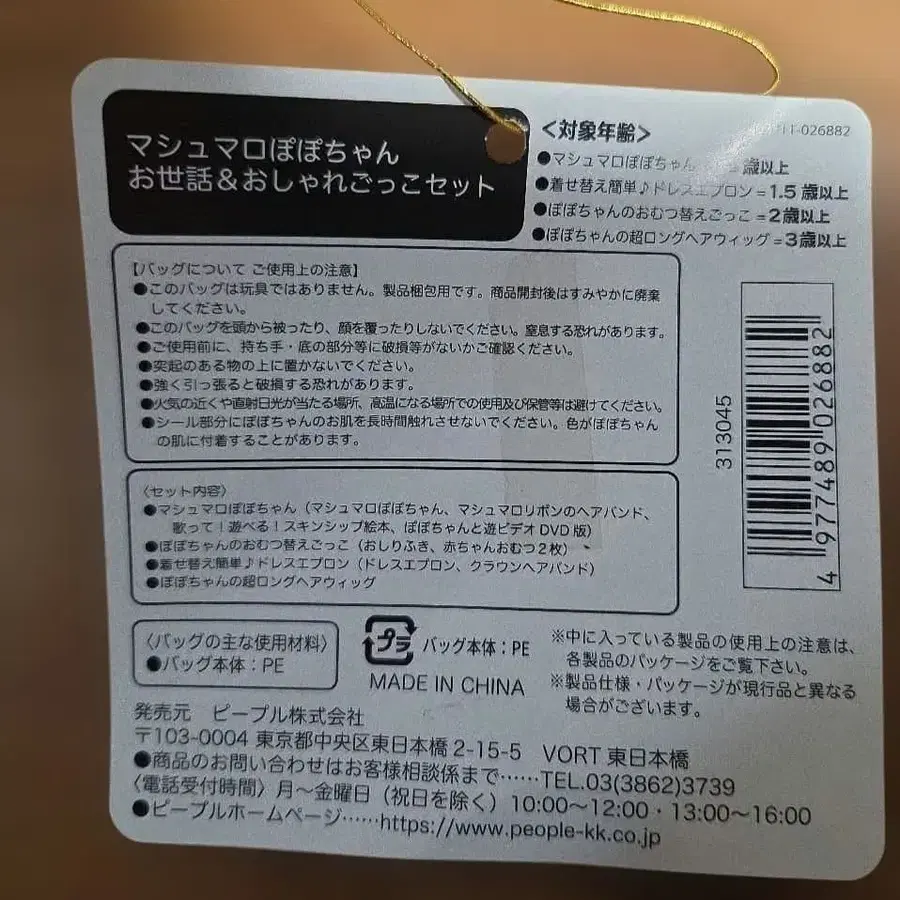 マシュマロぽぽちゃん
お世話&おしゃれごっこセット
<対象年齢>
11-026882
●マシュマロぽぽちゃん 歳以上
●着せ替え簡単♪ドレスエプロン=1.5歳以上
●ぽぽちゃんのおむつ替えごっこ=2歳以上
●ぽぽちゃんの超ロングヘアウィッグ=3歳以上
【バッグについて ご使用上の注意】
●このバッグは玩具ではありません。製品梱包用です。商品開封後はすみやかに廃棄
してください。
●このバッグを頭から被ったり、顔を覆ったりしないでください。窒息する恐れがあります。
●ご使用前に、持ち手・底の部分等に破損等がないかご確認ください。
●突起のある物の上に置かないでください。
●強く引っ張ると破損する恐れがあります。
●火気の近くや直射日光が当たる場所、高温になる場所での使用及び保管等は避けてください。
●シール部分にぽぽちゃんのお肌を長時間触れさせないでください。色がぽぽちゃん
の肌に付着することがあります。
313045
4 977489 026882
〈セット内容〉
●マシュマロぽぽちゃん(マシュマロぽぽちゃん、マシュマロリボンのヘアバンド、
歌って!遊べる!スキンシップ絵本、ぽぽちゃんと遊ビデオDVD版)
●ぽぽちゃんのおむつ替えごっこ(おしりふき、赤ちゃんおむつ2枚)
●着せ替え簡単♪ドレスエプロン(ドレスエプロン、クラウンヘアバンド)
●ぽぽちゃんの超ロングヘアウィッグ
〈バッグの主な使用材料〉
●バッグ本体:PE
プラ バッグ本体:PE
MADE IN CHINA
※中に入っている製品の使用上の注意は、
各製品のパッケージをご覧下さい。
※製品仕様・パッケージが現行品と異なる
場合がございます。
発売元 ピープル株式会社
〒103-0004 東京都中央区東日本橋 2-15-5 VORT 東日本橋
●商品のお問い合わせはお客様相談係まで……TEL.03(3862)3739
〈電話受付時間〉月〜金曜日(祝日を除く)10:00〜12:00・13:00〜16:00
●ピープルホームページ……https://www.people-kk.co.jp